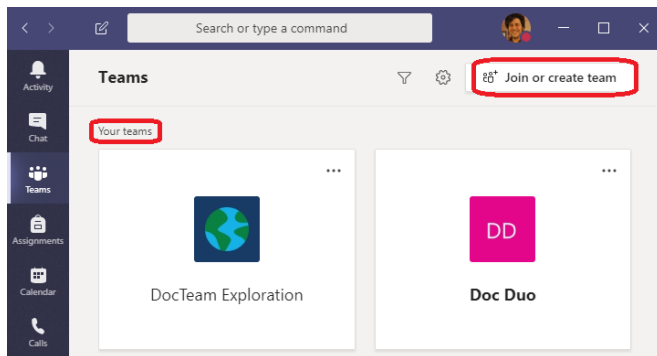 Search or type a command
Activity
Chat
Teams
Assignments
Calendar
Calls
Teams
Join or create team
Your teams
DocTeam Exploration
DD
Doc Duo